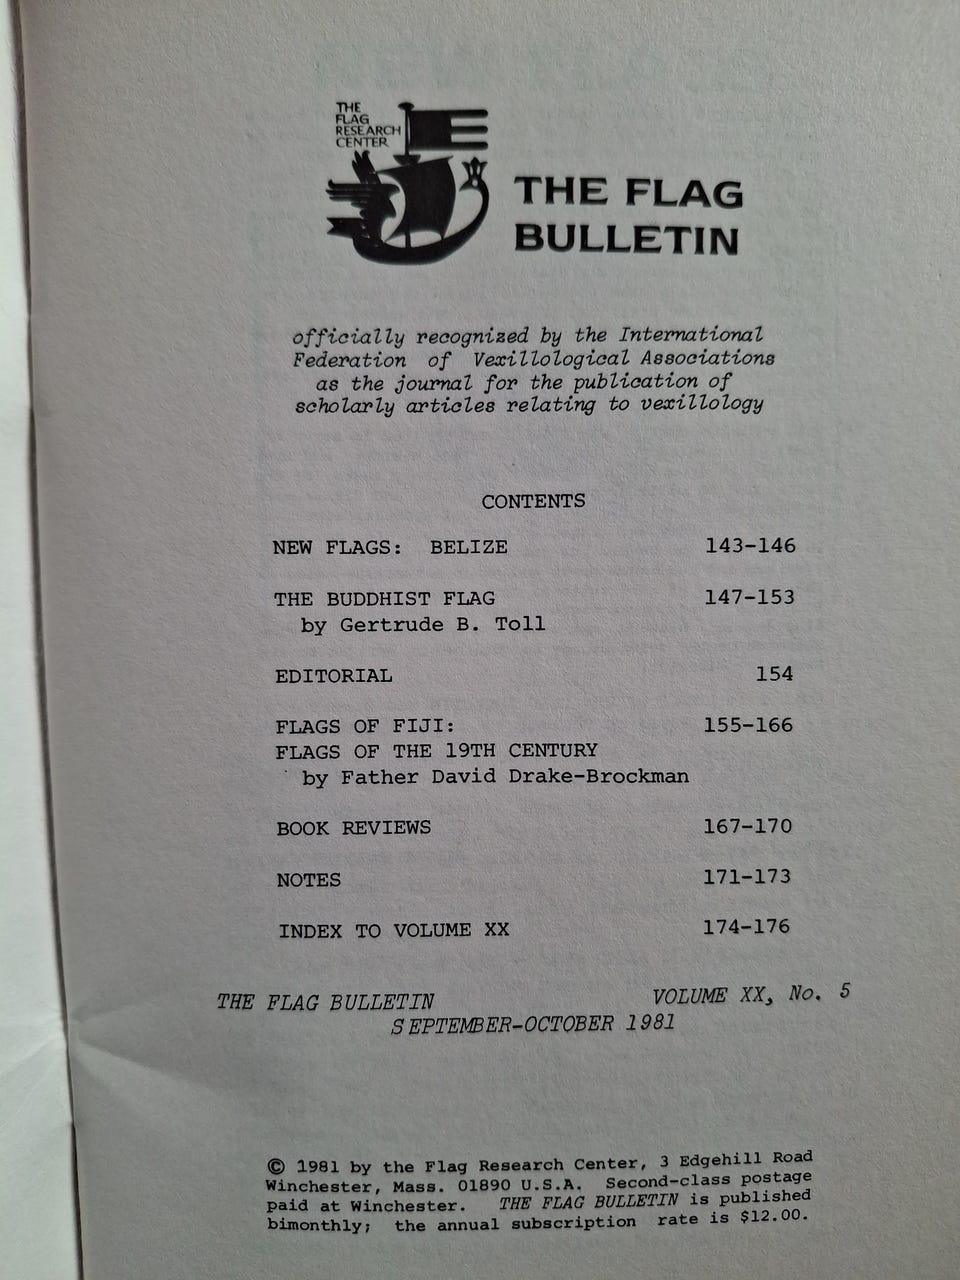 THE
FLAG
RESEARCH
CENTER
THE FLAG
BULLETIN
officially recognized by the International
Federation of Vexillological Associations
as the journal for the publication of
scholarly articles relating to vexillology
CONTENTS
NEW FLAGS: BELIZE 143-146
THE BUDDHIST FLAG 147-153
by Gertrude B. Toll
EDITORIAL 154
FLAGS OF FIJI: 155-166
FLAGS OF THE 19TH CENTURY
by Father David Drake-Brockman
BOOK REVIEWS 167-170
NOTES 171-173
INDEX TO VOLUME XX 174-176
THE FLAG BULLETIN VOLUME XX, No. 5
SEPTEMBER-OCTOBER 1981
© 1981 by the Flag Research Center, 3 Edgehill Road
Winchester, Mass. 01890 U.S.A. Second-class postage
paid at Winchester. THE FLAG BULLETIN is published
bimonthly; the annual subscription rate is $12.00.